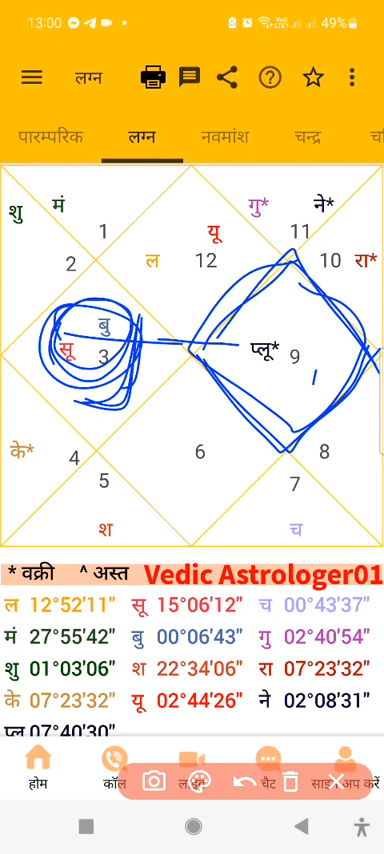 13:00 49%
लग्न
पारम्परिक लग्न नवमांश चन्द्र
शु मं गु* ने*
1 यू 11
2 ल 12 10 रा*
बु
सू 3 प्लू* 9
के* 4 6 8
5 7
श च
* वक्री ^ अस्त Vedic Astrologer01
ल 12°52'11" सू 15°06'12" च 00°43'37"
मं 27°55'42" बु 00°06'43" गु 02°40'54"
शु 01°03'06" श 22°34'06" रा 07°23'32"
के 07°23'32" यू 02°44'26" ने 02°08'31"
07°40'30"
होम कॉल चैट